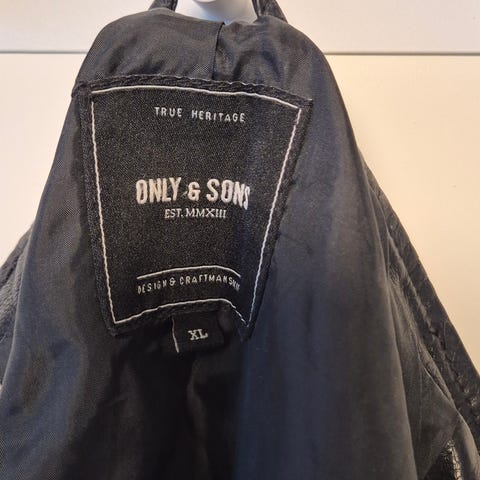 TRUE HERITAGE
ONLY & SONS
EST. MMXIII
DESIGN & CRAFTMANSHIP
XL